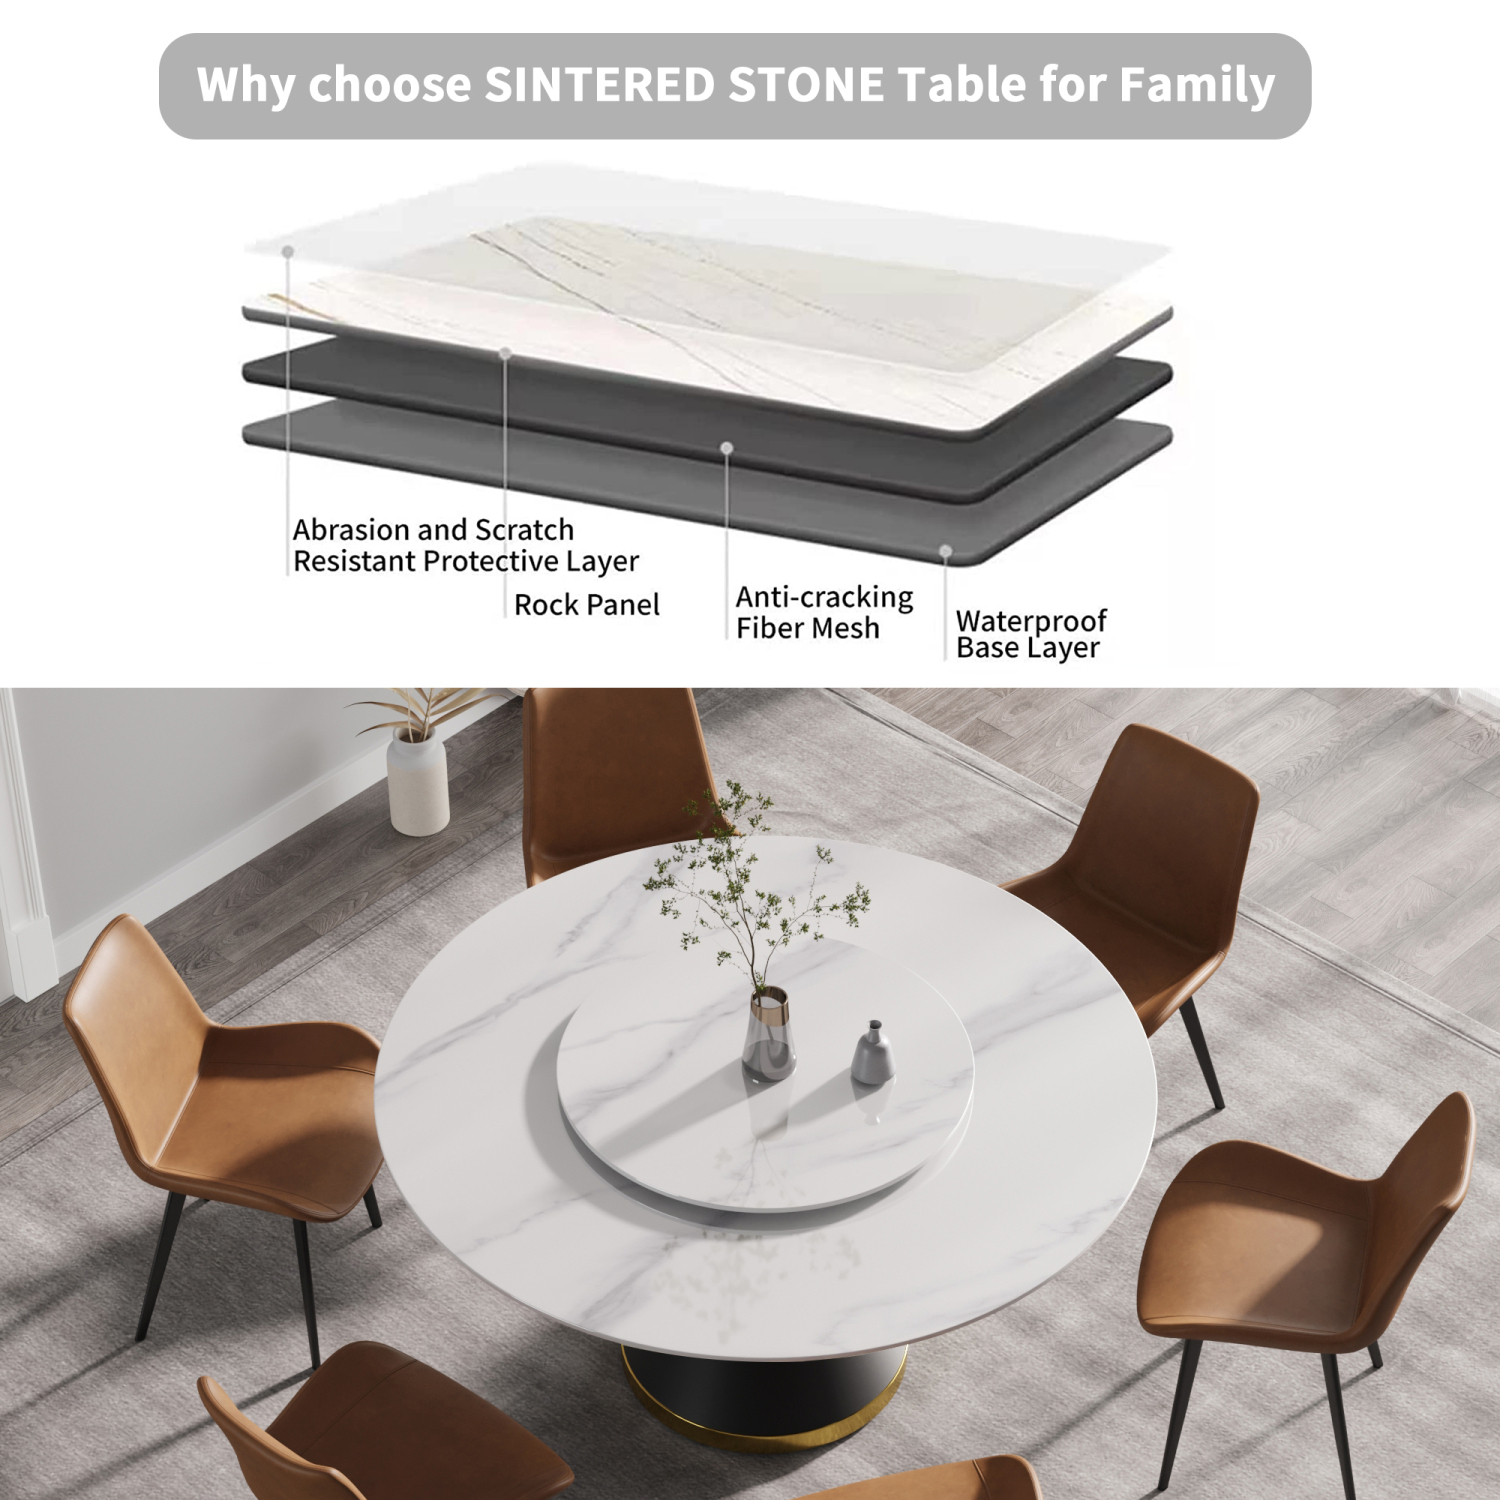 Why choose SINTERED STONE Table for Family
Abrasion and Scratch
Resistant Protective Layer
Rock Panel
Anti-cracking
Fiber Mesh
Waterproof
Base Layer